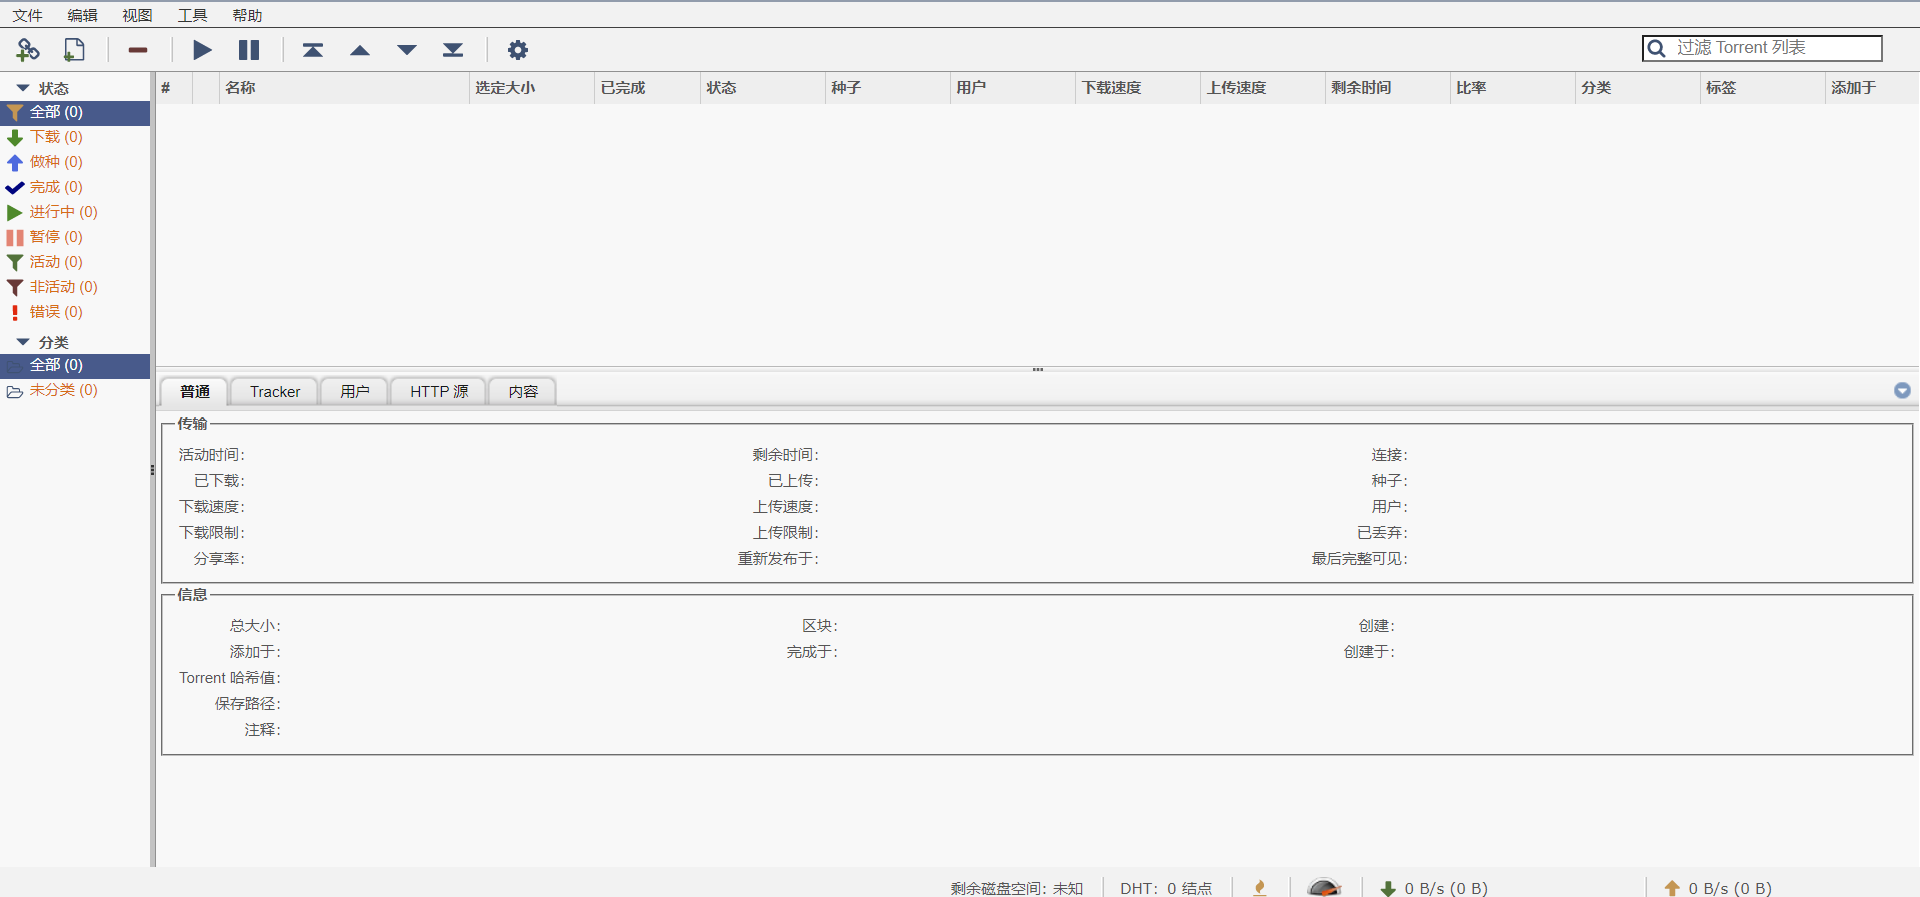 文件 编辑 视图 工具 帮助
过滤 Torrent 列表
状态
全部 (0)
下载 (0)
做种 (0)
完成 (0)
进行中 (0)
暂停 (0)
活动 (0)
非活动 (0)
错误 (0)
分类
全部 (0)
未分类 (0)
# 名称 选定大小 已完成 状态 种子 用户 下载速度 上传速度 剩余时间 比率 分类 标签 添加于
普通 Tracker 用户 HTTP 源 内容
传输
活动时间: 剩余时间: 连接:
已下载: 已上传: 种子:
下载速度: 上传速度: 用户:
下载限制: 上传限制: 已丢弃:
分享率: 重新发布于: 最后完整可见:
信息
总大小: 区块: 创建:
添加于: 完成于: 创建于:
Torrent 哈希值:
保存路径:
注释:
剩余磁盘空间: 未知 DHT: 0 结点 0 B/s (0 B) 0 B/s (0 B)